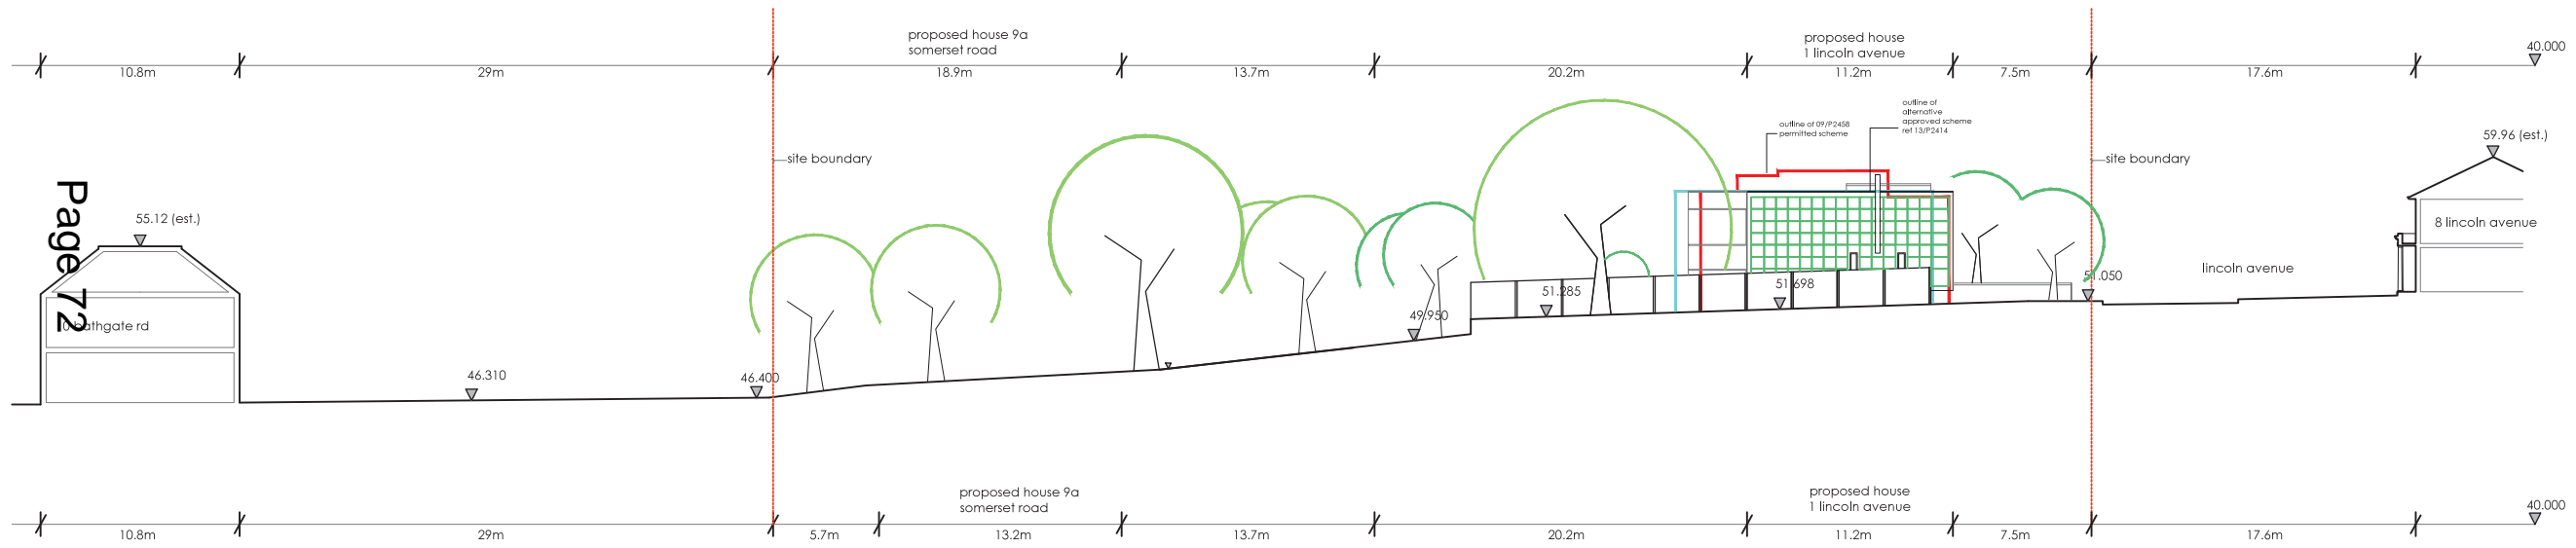 proposed house 9a
somerset road
proposed house
1 lincoln avenue
40.000
10.8m
29m
18.9m
13.7m
20.2m
11.2m
7.5m
17.6m
outline of
alternative
approved scheme
ref 13/P2414
outline of 09/P2458
permitted scheme
59.96 (est.)
site boundary
site boundary
Page 72
55.12 (est.)
8 lincoln avenue
lincoln avenue
51.050
51.698
51.285
49.950
bathgate rd
46.310
46.400
proposed house 9a
somerset road
proposed house
1 lincoln avenue
40.000
10.8m
29m
5.7m
13.2m
13.7m
20.2m
11.2m
7.5m
17.6m